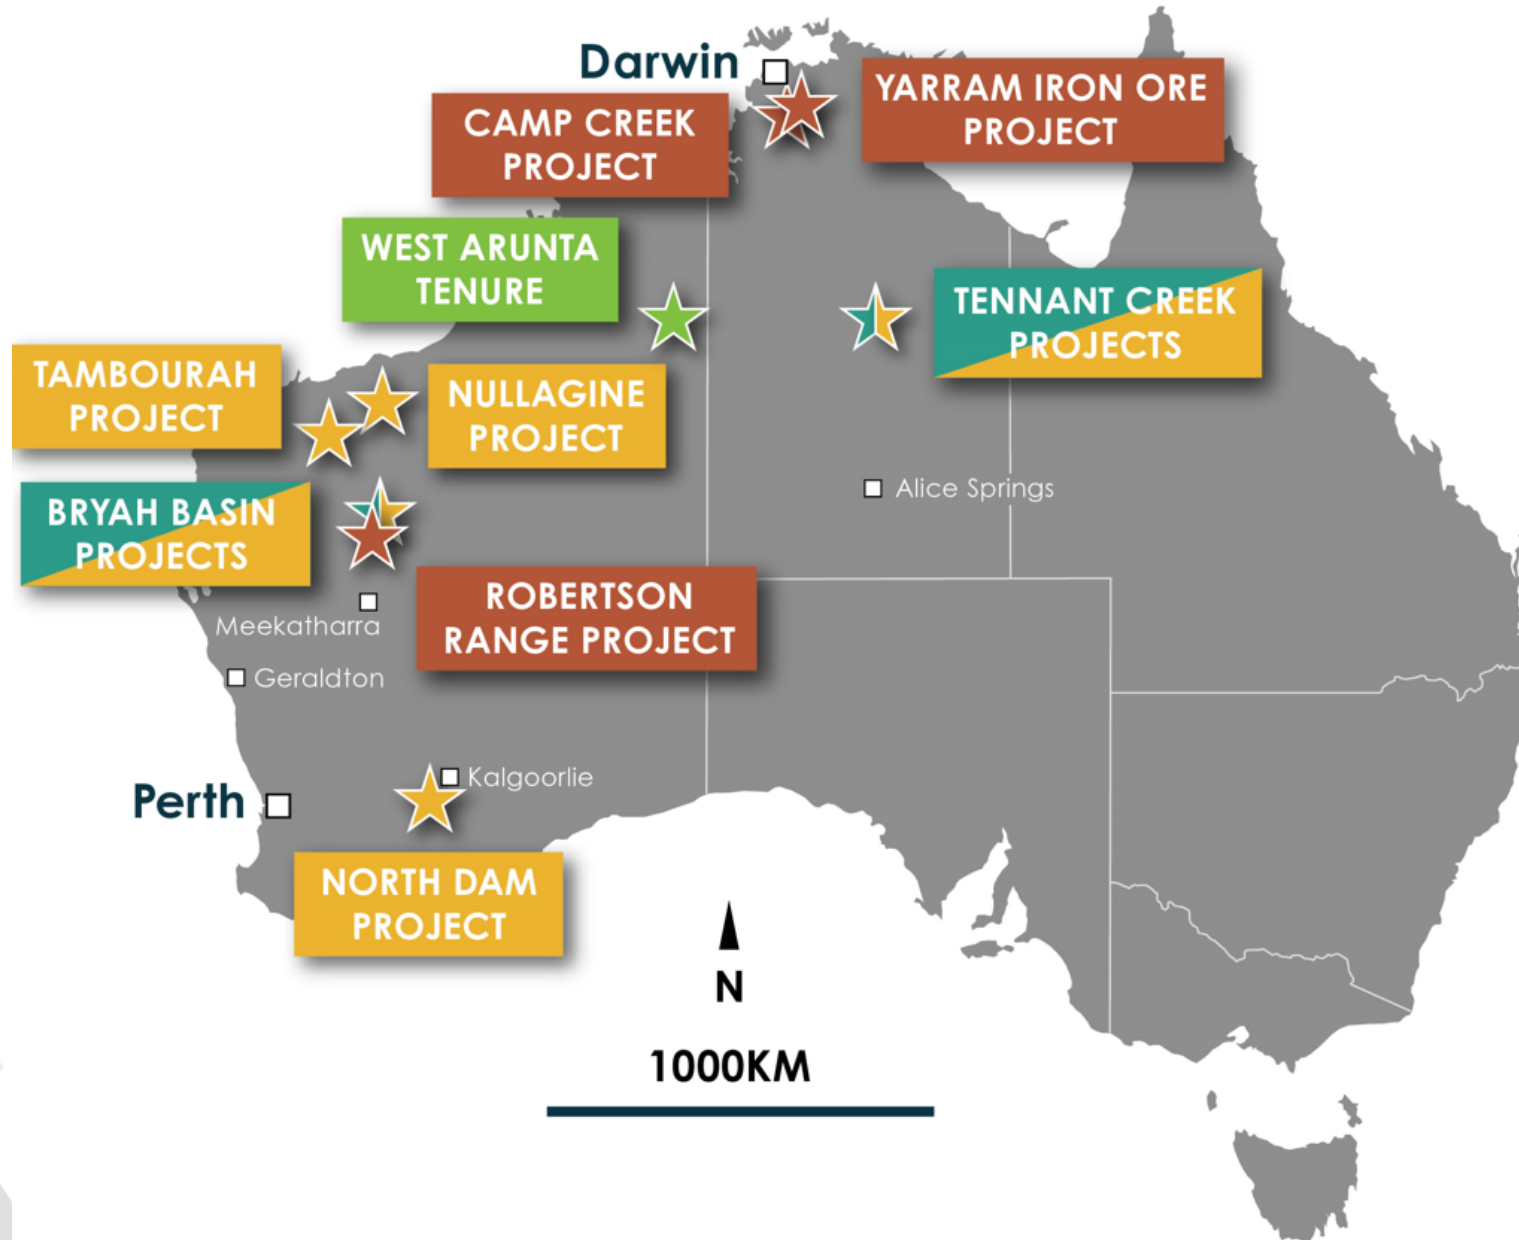 Darwin
YARRAM IRON ORE
PROJECT
CAMP CREEK
PROJECT
WEST ARUNTA
TENURE
TENNANT CREEK
PROJECTS
TAMBOURAH
PROJECT
NULLAGINE
PROJECT
Alice Springs
BRYAH BASIN
PROJECTS
ROBERTSON
RANGE PROJECT
Meekatharra
Geraldton
Kalgoorlie
Perth
NORTH DAM
PROJECT
N
1000KM